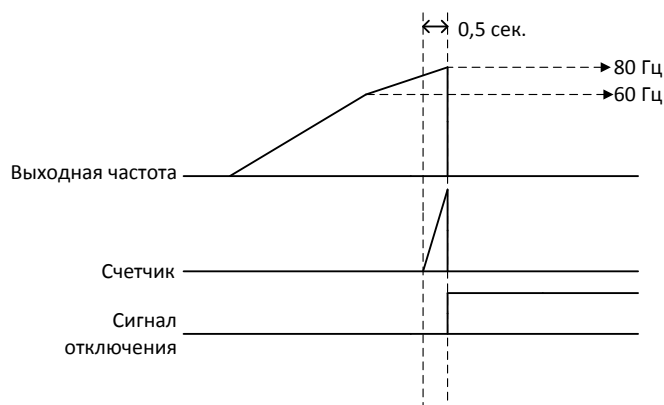 0,5 сек.
80 Гц
60 Гц
Выходная частота
Счетчик
Сигнал
отключения